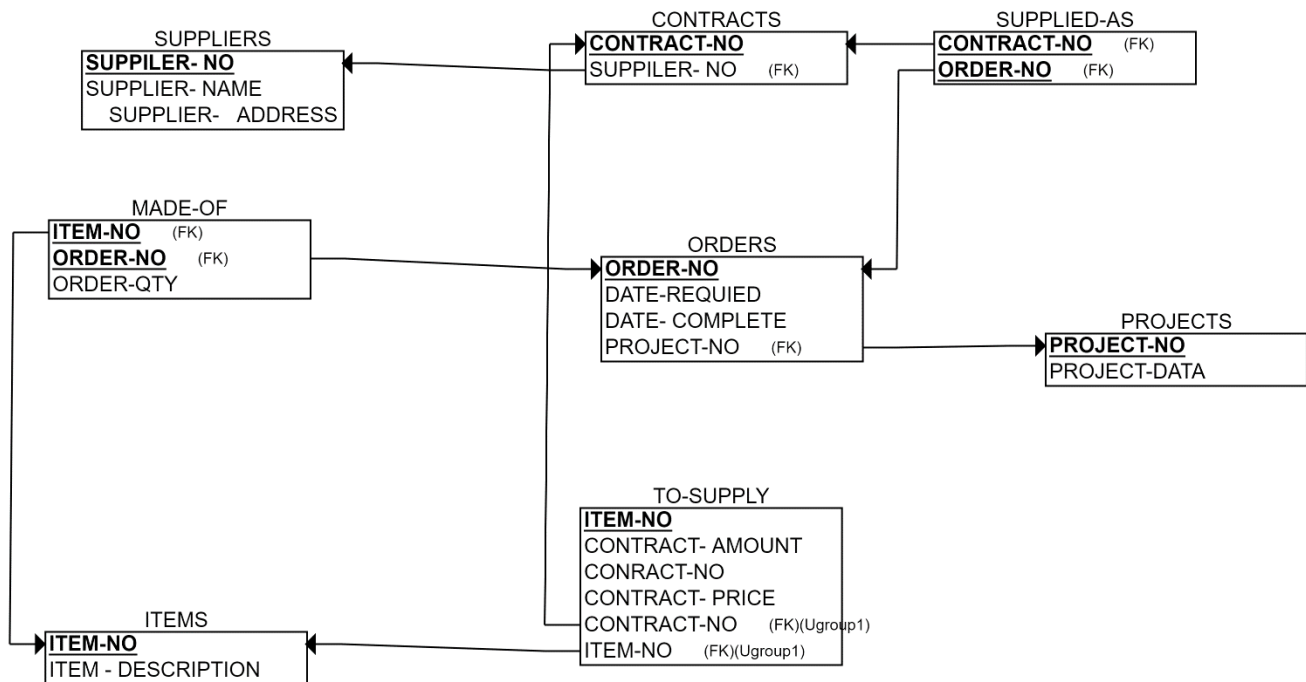 SUPPLIERS
SUPPILER- NO
SUPPLIER- NAME
SUPPLIER- ADDRESS
CONTRACTS
CONTRACT-NO
SUPPILER- NO (FK)
SUPPLIED-AS
CONTRACT-NO (FK)
ORDER-NO (FK)
MADE-OF
ITEM-NO (FK)
ORDER-NO (FK)
ORDER-QTY
ORDERS
ORDER-NO
DATE-REQUIED
DATE- COMPLETE
PROJECT-NO (FK)
PROJECTS
PROJECT-NO
PROJECT-DATA
TO-SUPPLY
ITEM-NO
CONTRACT- AMOUNT
CONRACT-NO
CONTRACT- PRICE
CONTRACT-NO (FK)(Ugroup1)
ITEM-NO (FK)(Ugroup1)
ITEMS
ITEM-NO
ITEM - DESCRIPTION